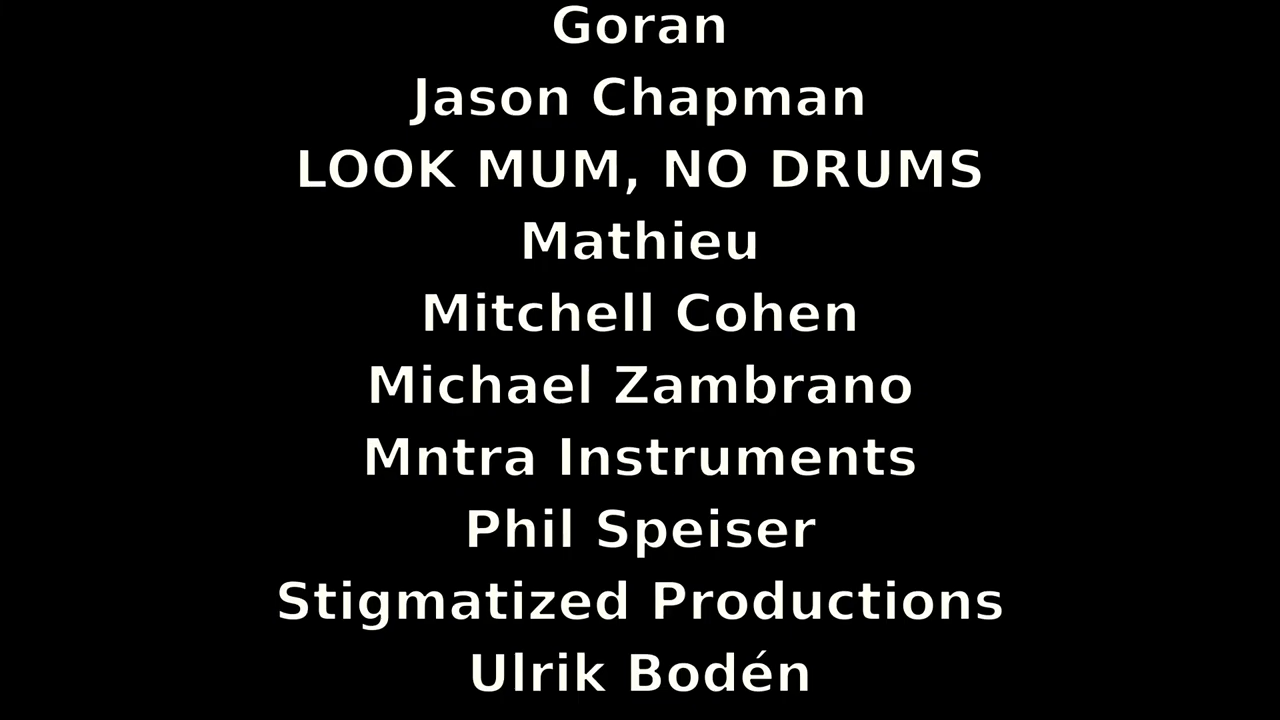 Goran
Jason Chapman
LOOK MUM, NO DRUMS
Mathieu
Mitchell Cohen
Michael Zambrano
Mntra Instruments
Phil Speiser
Stigmatized Productions
Ulrik Bodén